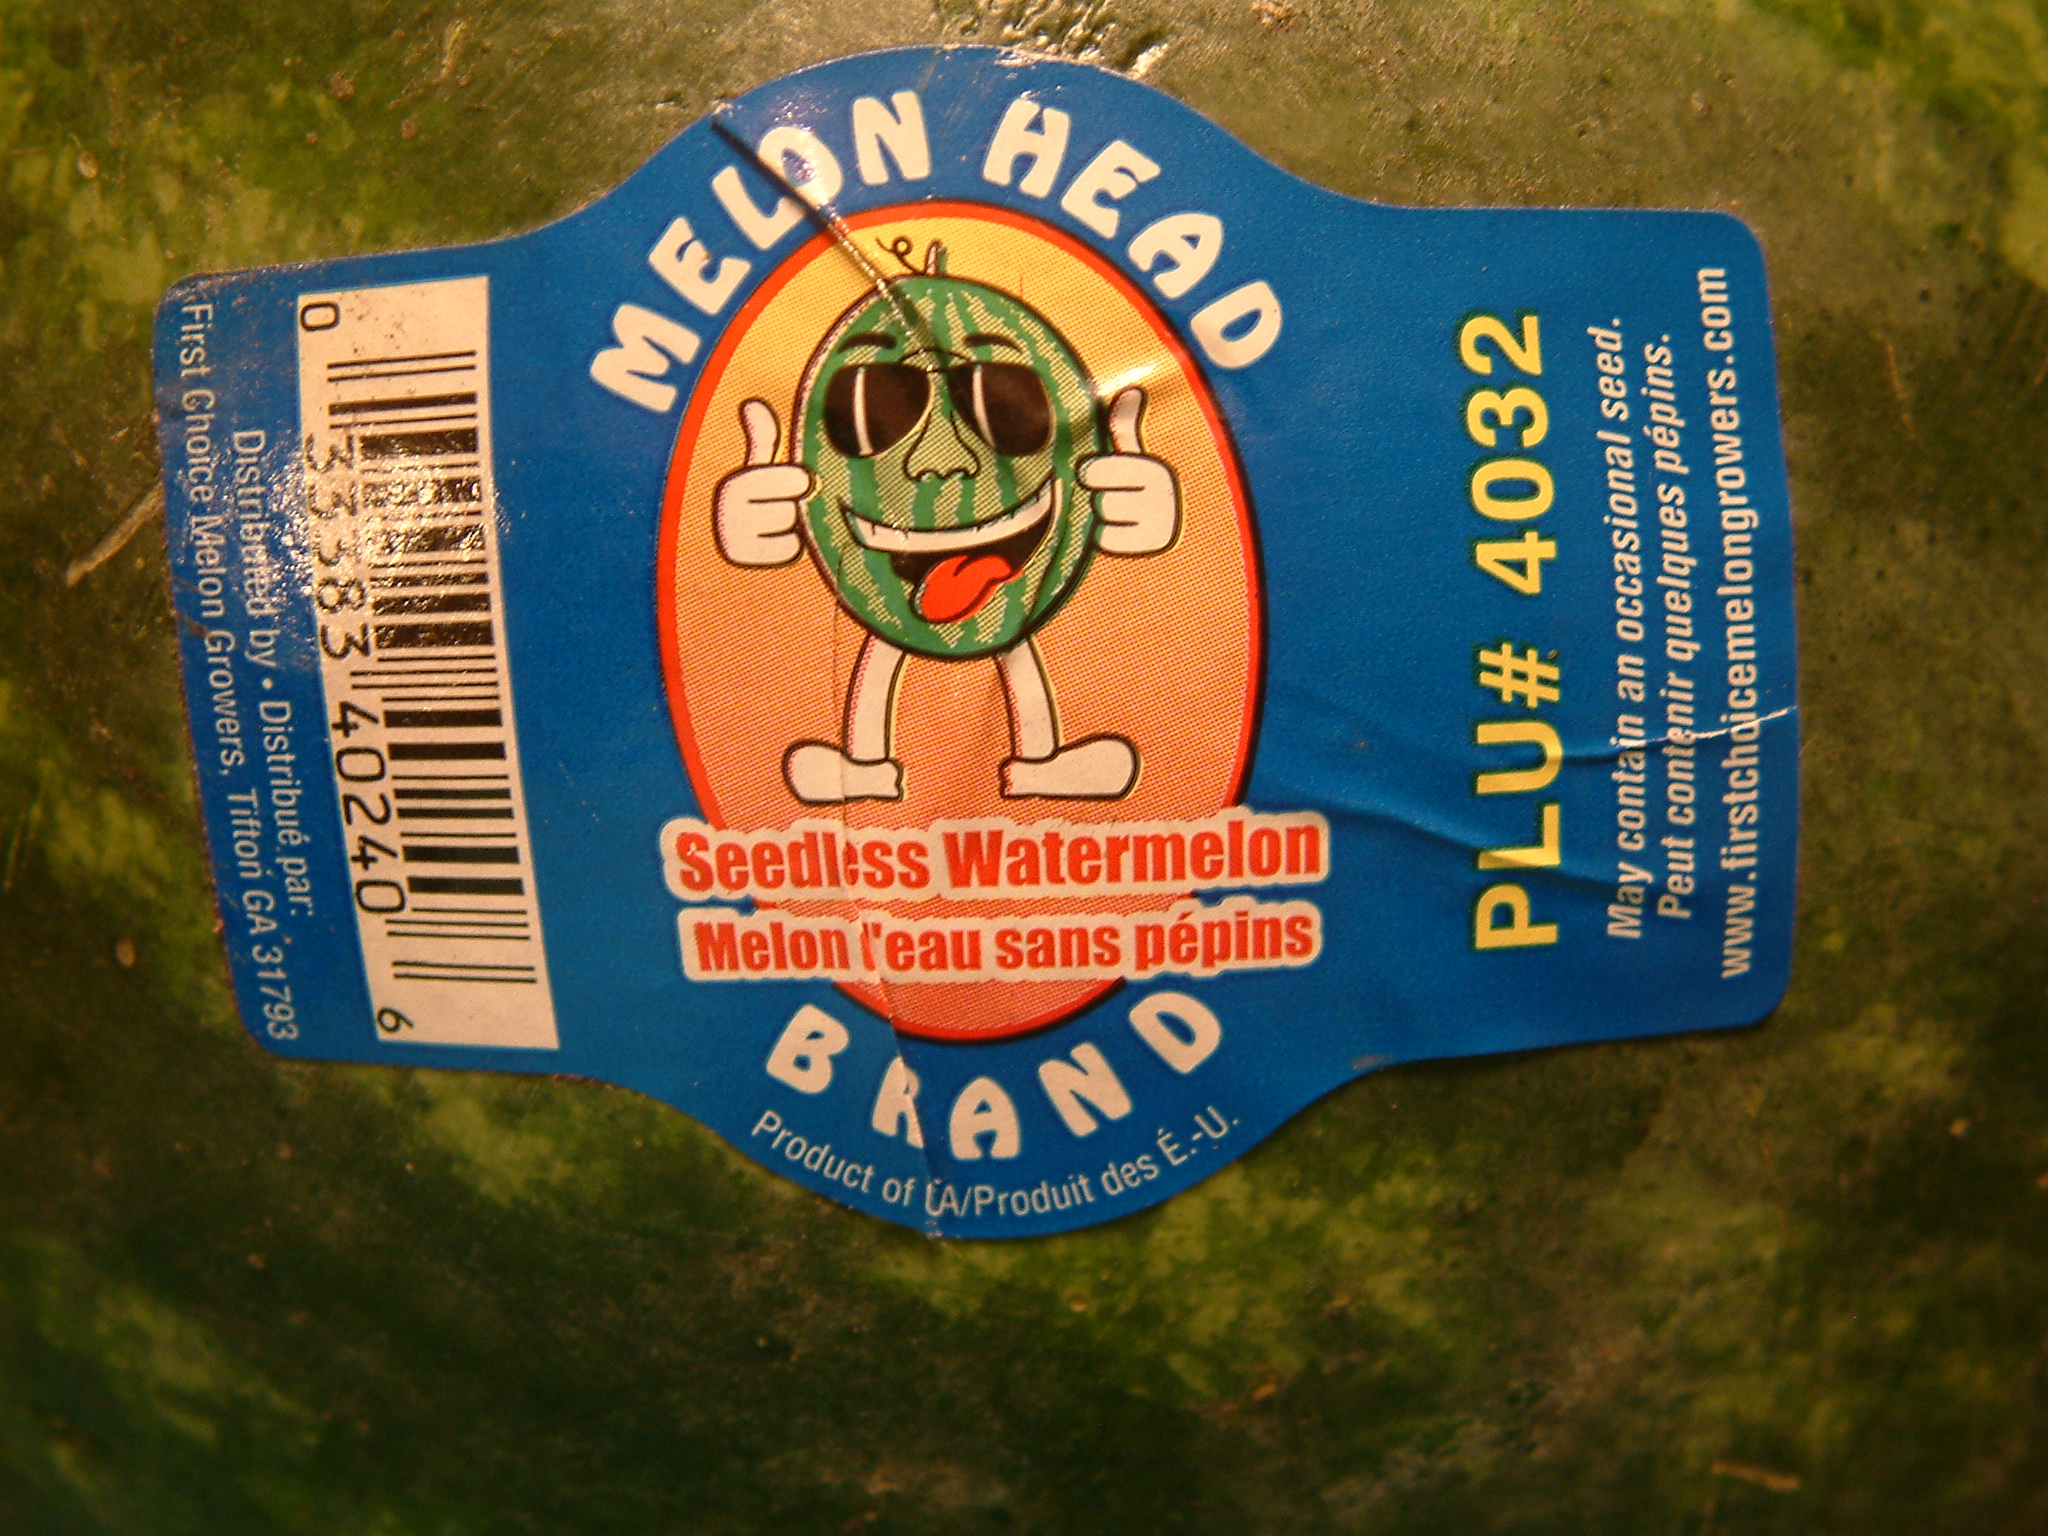 MELON HEAD
Seedless Watermelon
Melon l'eau sans pépins
BRAND
Product of USA/Produit des É.-U.
0 33383 40240 6
Distributed by • Distribué par:
First Choice Melon Growers, Tifton GA 31793
PLU# 4032
May contain an occasional seed.
Peut contenir quelques pépins.
www.firstchoicemelongrowers.com